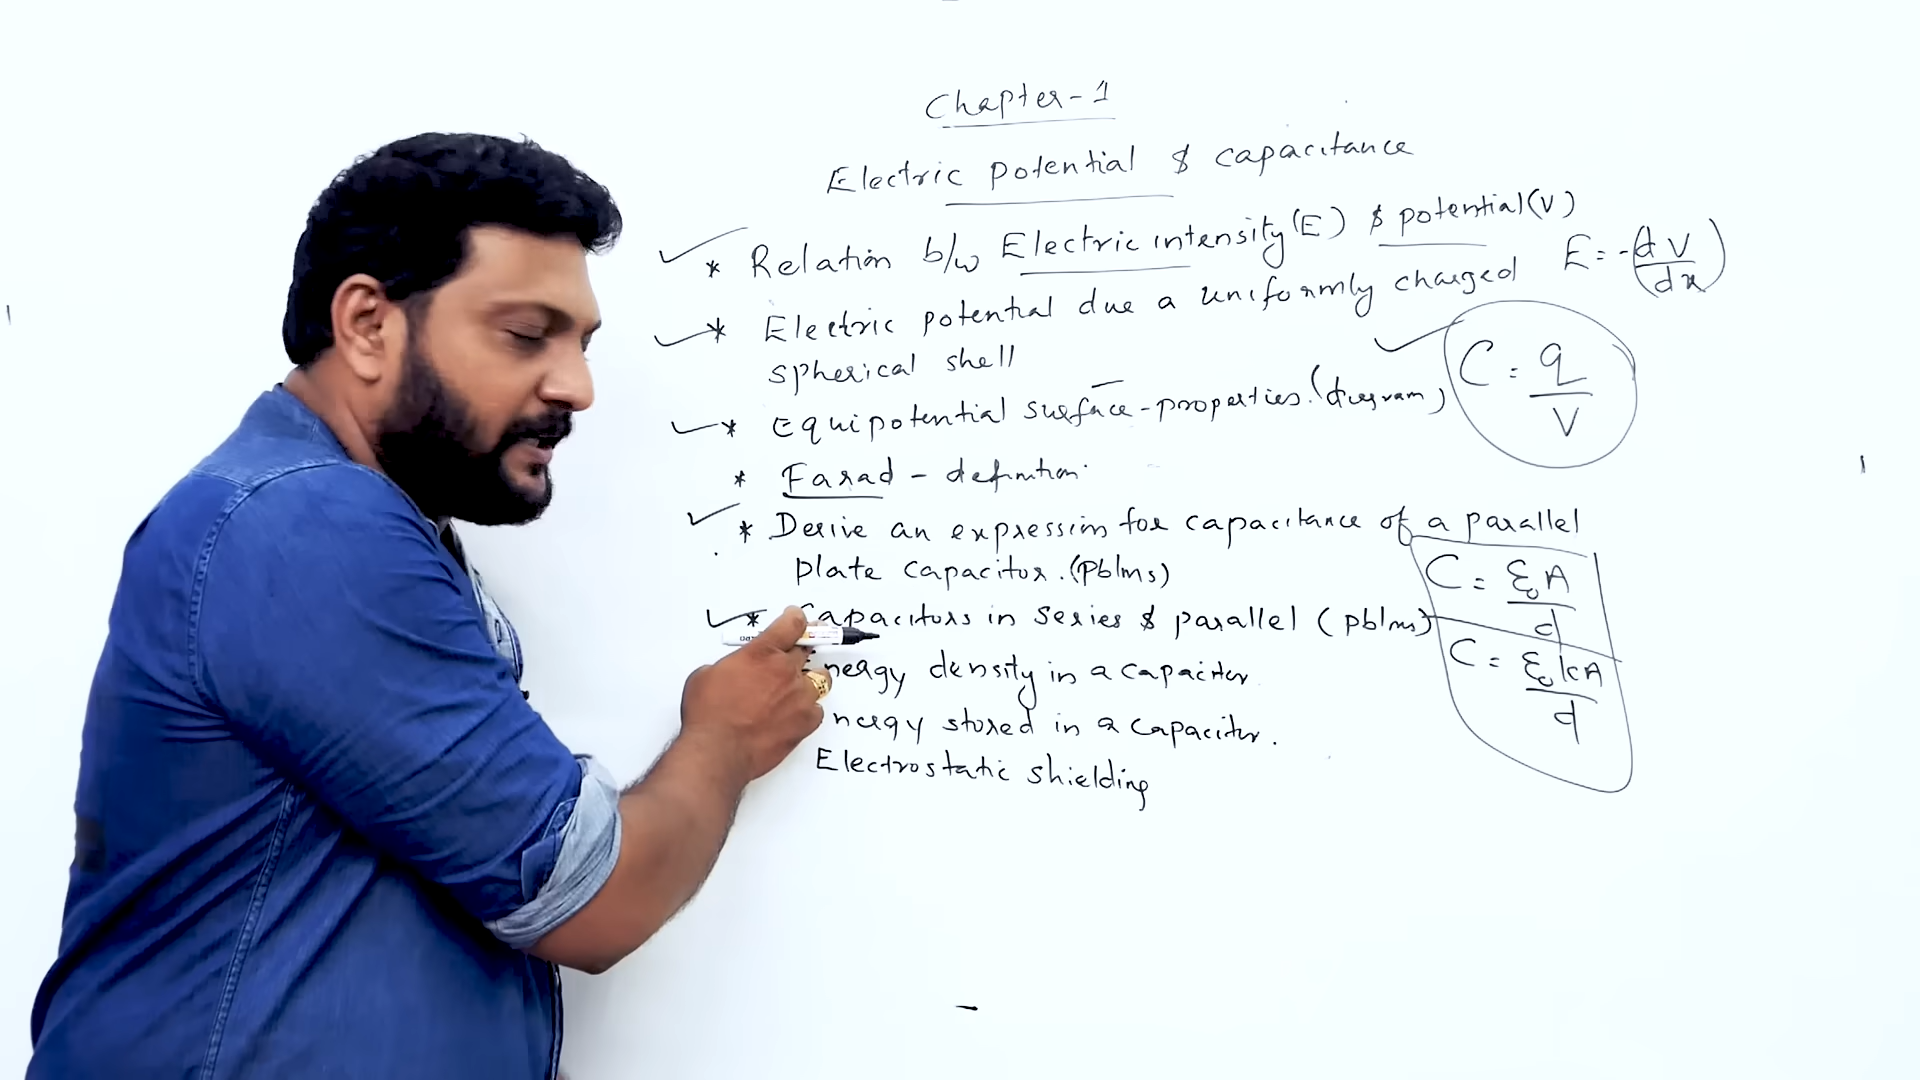 Chapter-1
Electric potential & capacitance
* Relation b/w Electric intensity (E) & potential (V)
E = -(dV/dx)
* Electric potential due a uniformly charged
spherical shell
C = q/V
* Equipotential surface - properties. (diagram)
* Farad - definition.
* Derive an expression for capacitance of a parallel
plate capacitor. (pblms)
C = ε₀A/d
* Capacitors in series & parallel (pblms)
C = ε₀kA/d
nergy density in a capacitor
nergy stored in a capacitor.
Electrostatic shielding